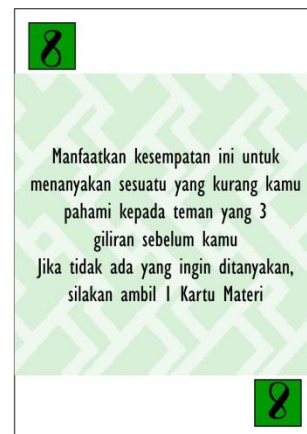 8
Manfaatkan kesempatan ini untuk
menanyakan sesuatu yang kurang kamu
pahami kepada teman yang 3
giliran sebelum kamu
Jika tidak ada yang ingin ditanyakan,
silakan ambil 1 Kartu Materi
8